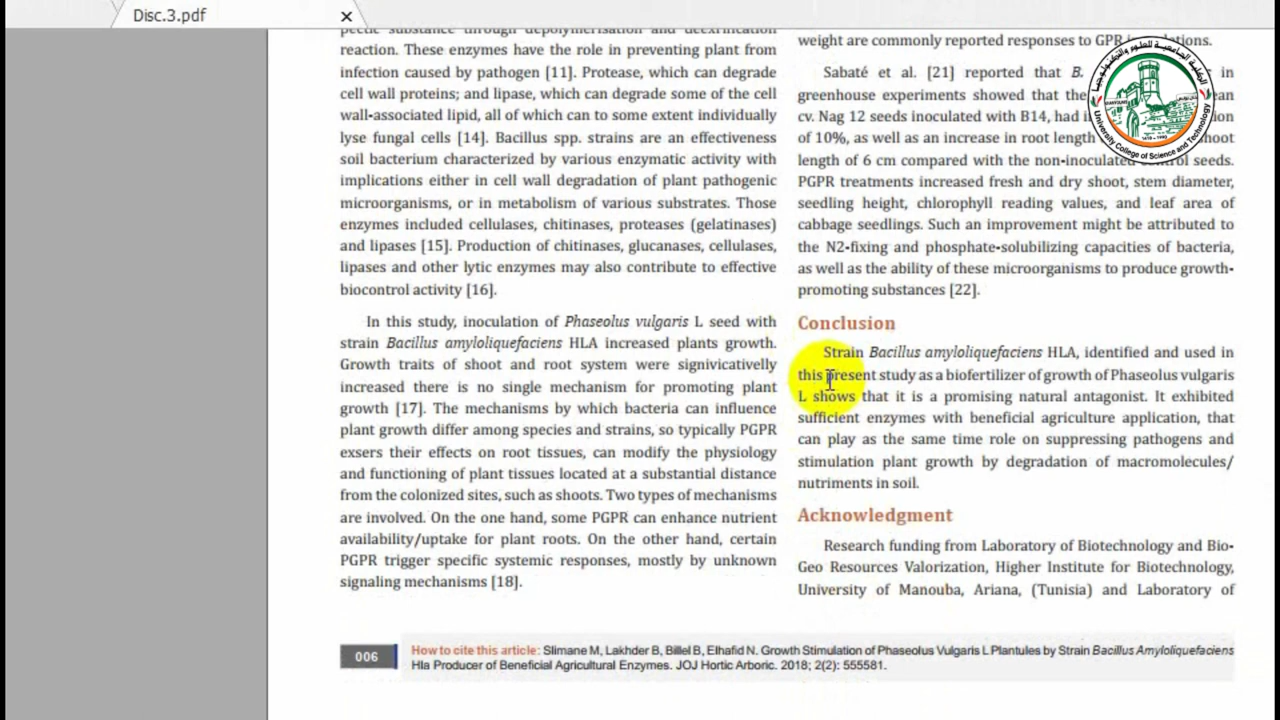 Disc.3.pdf
reaction. These enzymes have the role in preventing plant from
infection caused by pathogen [11]. Protease, which can degrade
cell wall proteins; and lipase, which can degrade some of the cell
wall-associated lipid, all of which can to some extent individually
lyse fungal cells [14]. Bacillus spp. strains are an effectiveness
soil bacterium characterized by various enzymatic activity with
implications either in cell wall degradation of plant pathogenic
microorganisms, or in metabolism of various substrates. Those
enzymes included cellulases, chitinases, proteases (gelatinases)
and lipases [15]. Production of chitinases, glucanases, cellulases,
lipases and other lytic enzymes may also contribute to effective
biocontrol activity [16].
In this study, inoculation of Phaseolus vulgaris L seed with
strain Bacillus amyloliquefaciens HLA increased plants growth.
Growth traits of shoot and root system were signivicativelly
increased there is no single mechanism for promoting plant
growth [17]. The mechanisms by which bacteria can influence
plant growth differ among species and strains, so typically PGPR
exsers their effects on root tissues, can modify the physiology
and functioning of plant tissues located at a substantial distance
from the colonized sites, such as shoots. Two types of mechanisms
are involved. On the one hand, some PGPR can enhance nutrient
availability/uptake for plant roots. On the other hand, certain
PGPR trigger specific systemic responses, mostly by unknown
signaling mechanisms [18].
weight are commonly reported responses to GPR
Sabaté et al. [21] reported that B. in
greenhouse experiments showed that the
cv. Nag 12 seeds inoculated with B14, had
of 10%, as well as an increase in root length
length of 6 cm compared with the non-inoculated seeds.
PGPR treatments increased fresh and dry shoot, stem diameter,
seedling height, chlorophyll reading values, and leaf area of
cabbage seedlings. Such an improvement might be attributed to
the N2-fixing and phosphate-solubilizing capacities of bacteria,
as well as the ability of these microorganisms to produce growth-
promoting substances [22].
Conclusion
Strain Bacillus amyloliquefaciens HLA, identified and used in
this present study as a biofertilizer of growth of Phaseolus vulgaris
L shows that it is a promising natural antagonist. It exhibited
sufficient enzymes with beneficial agriculture application, that
can play as the same time role on suppressing pathogens and
stimulation plant growth by degradation of macromolecules/
nutriments in soil.
Acknowledgment
Research funding from Laboratory of Biotechnology and Bio-
Geo Resources Valorization, Higher Institute for Biotechnology,
University of Manouba, Ariana, (Tunisia) and Laboratory of
006
How to cite this article: Slimane M, Lakhder B, Billel B, Elhafid N. Growth Stimulation of Phaseolus Vulgaris L Plantules by Strain Bacillus Amyloliquefaciens
Hla Producer of Beneficial Agricultural Enzymes. JOJ Hortic Arboric. 2018; 2(2): 555581.
الكلية الجامعية للعلوم والتكنولوجيا
University College of Science and Technology